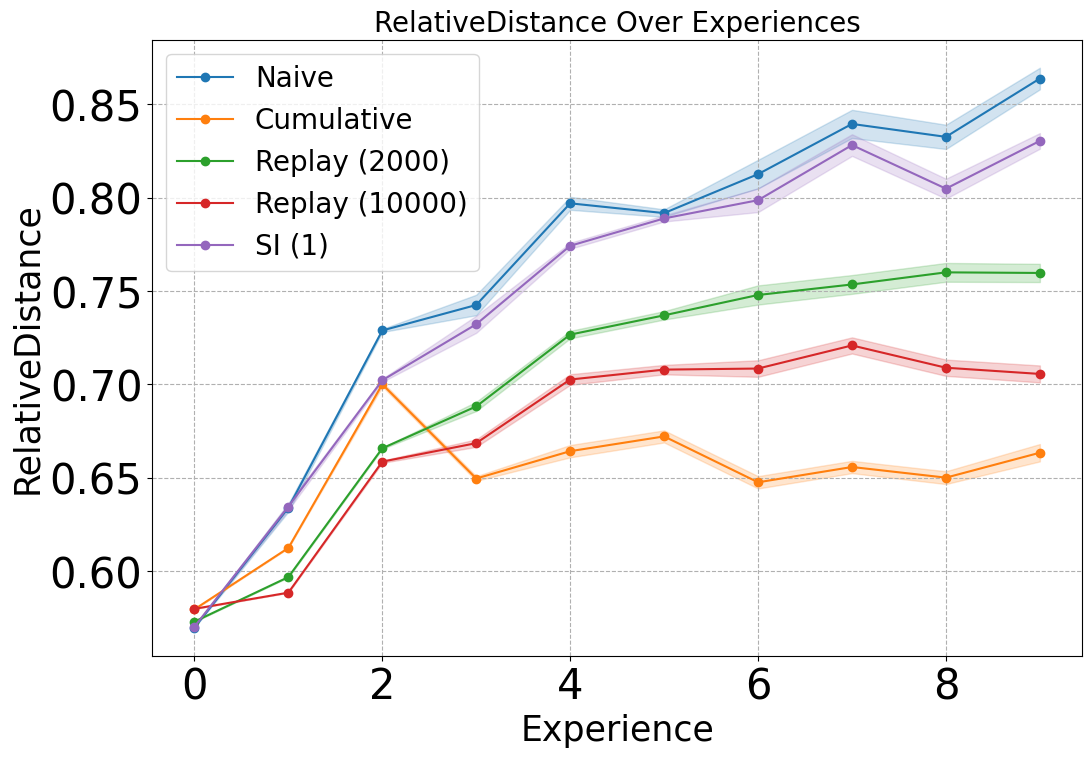 RelativeDistance Over Experiences
Naive
Cumulative
Replay (2000)
Replay (10000)
SI (1)
0.85
0.80
0.75
0.70
0.65
0.60
RelativeDistance
0 2 4 6 8
Experience